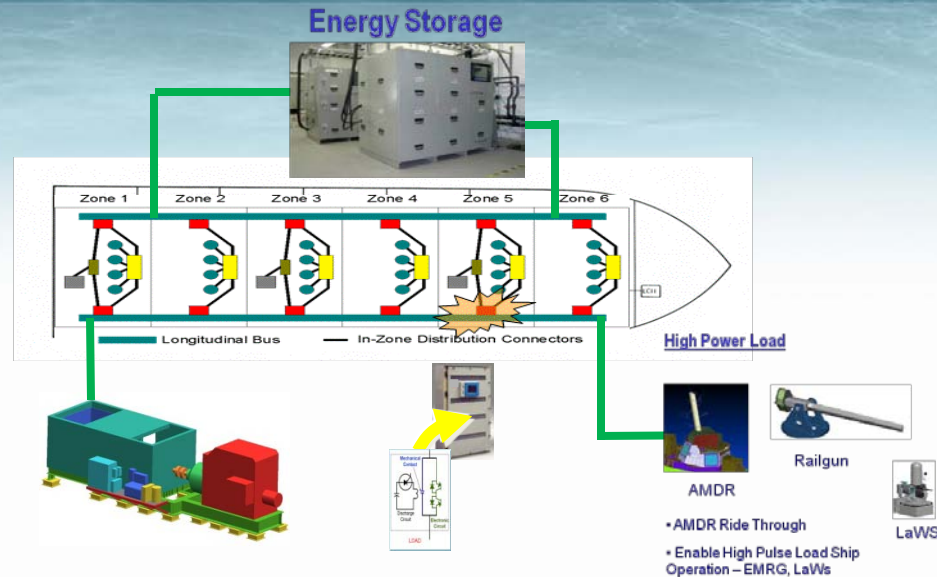 Energy Storage
Zone 1 Zone 2 Zone 3 Zone 4 Zone 5 Zone 6
Longitudinal Bus In-Zone Distribution Connectors
High Power Load
Mechanical
Contact
Discharge
Circuit
Electronic
Circuit
LOAD
Railgun
AMDR
LaWS
• AMDR Ride Through
• Enable High Pulse Load Ship
Operation – EMRG, LaWs